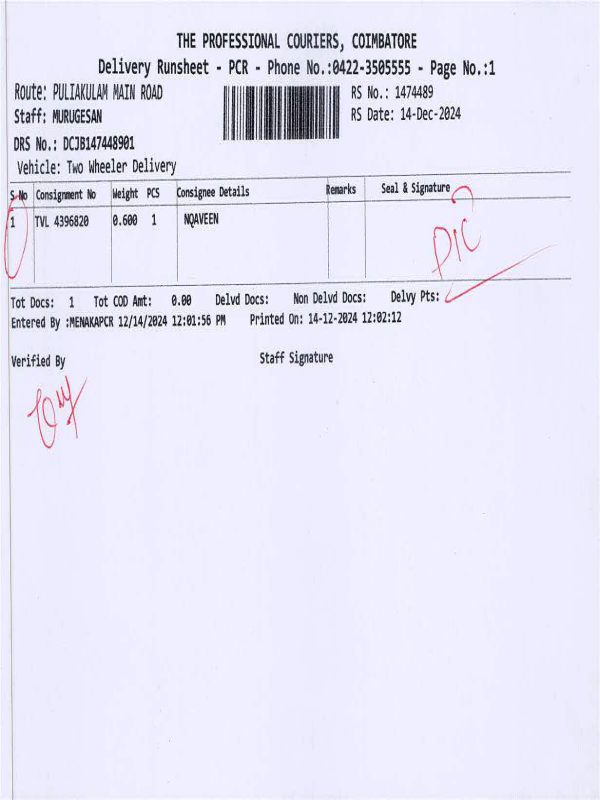 THE PROFESSIONAL COURIERS, COIMBATORE
Delivery Runsheet - PCR - Phone No.:0422-3505555 - Page No.:1
Route: PULIAKULAM MAIN ROAD RS No.: 1474489
Staff: MURUGESAN RS Date: 14-Dec-2024
DRS No.: DCJB147448901
Vehicle: Two Wheeler Delivery
S No Consignment No Weight PCS Consignee Details Remarks Seal & Signature
1 TVL 4396820 0.600 1 NQAVEEN
Tot Docs: 1 Tot COD Amt: 0.00 Delvd Docs: Non Delvd Docs: Delvy Pts:
Entered By :MENAKAPCR 12/14/2024 12:01:56 PM Printed On: 14-12-2024 12:02:12
Verified By Staff Signature